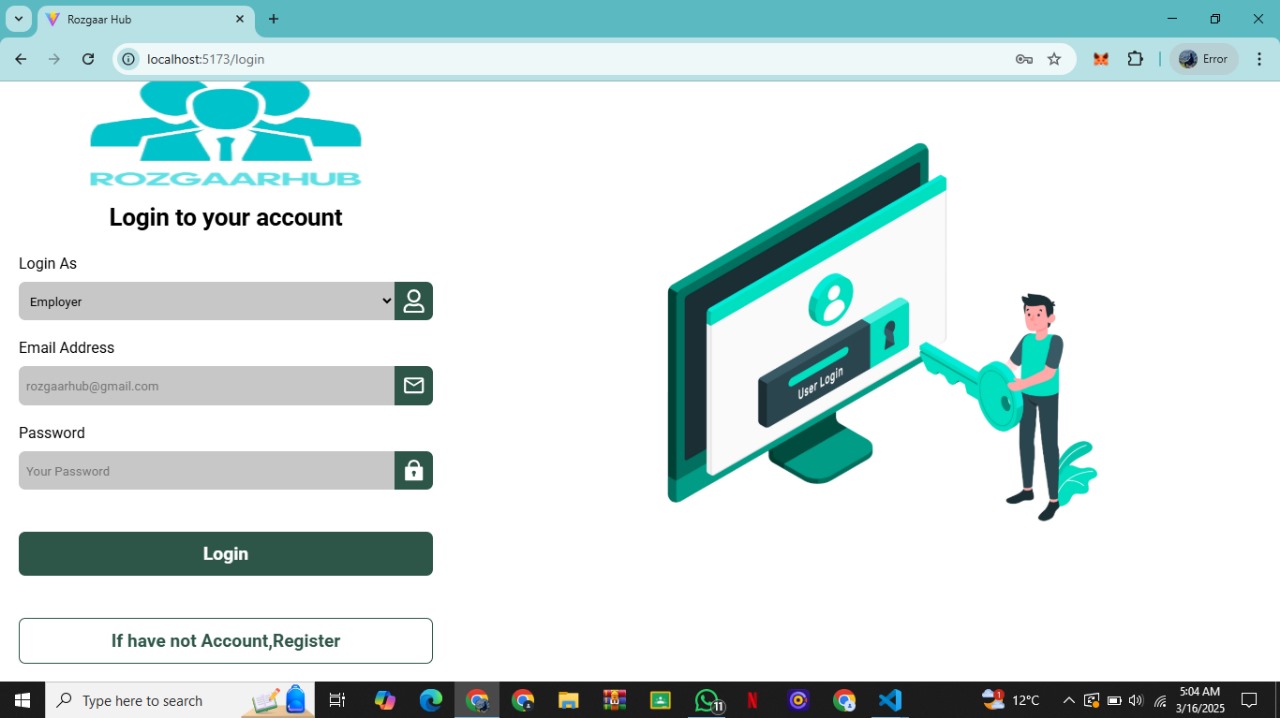 Rozgaar Hub
localhost:5173/login
Error
ROZGAARHUB
Login to your account
Login As
Employer
Email Address
rozgaarhub@gmail.com
Password
Your Password
Login
If have not Account,Register
User Login
Type here to search
11
1
12°C
5:04 AM
3/16/2025